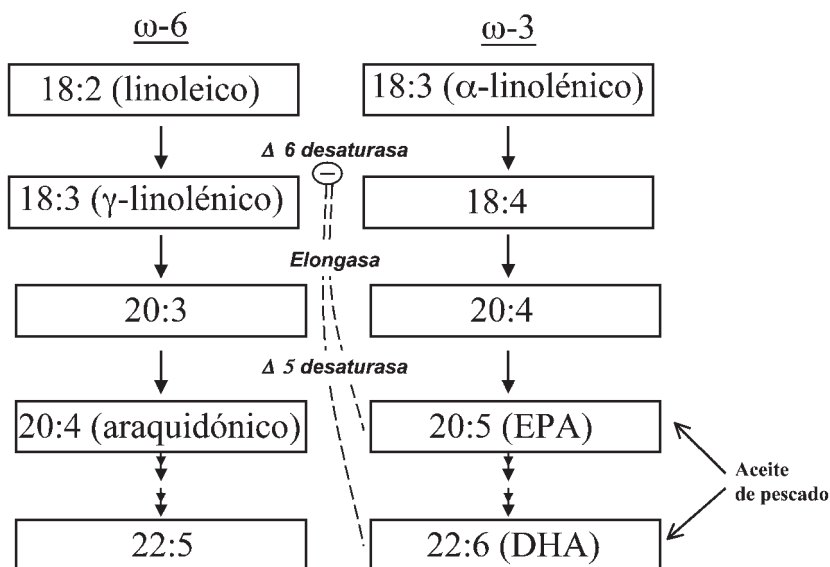 ω-6
ω-3
18:2 (linoleico)
18:3 (α-linolénico)
Δ 6 desaturasa
−
18:3 (γ-linolénico)
18:4
Elongasa
20:3
20:4
Δ 5 desaturasa
20:4 (araquidónico)
20:5 (EPA)
Aceite
de pescado
22:5
22:6 (DHA)